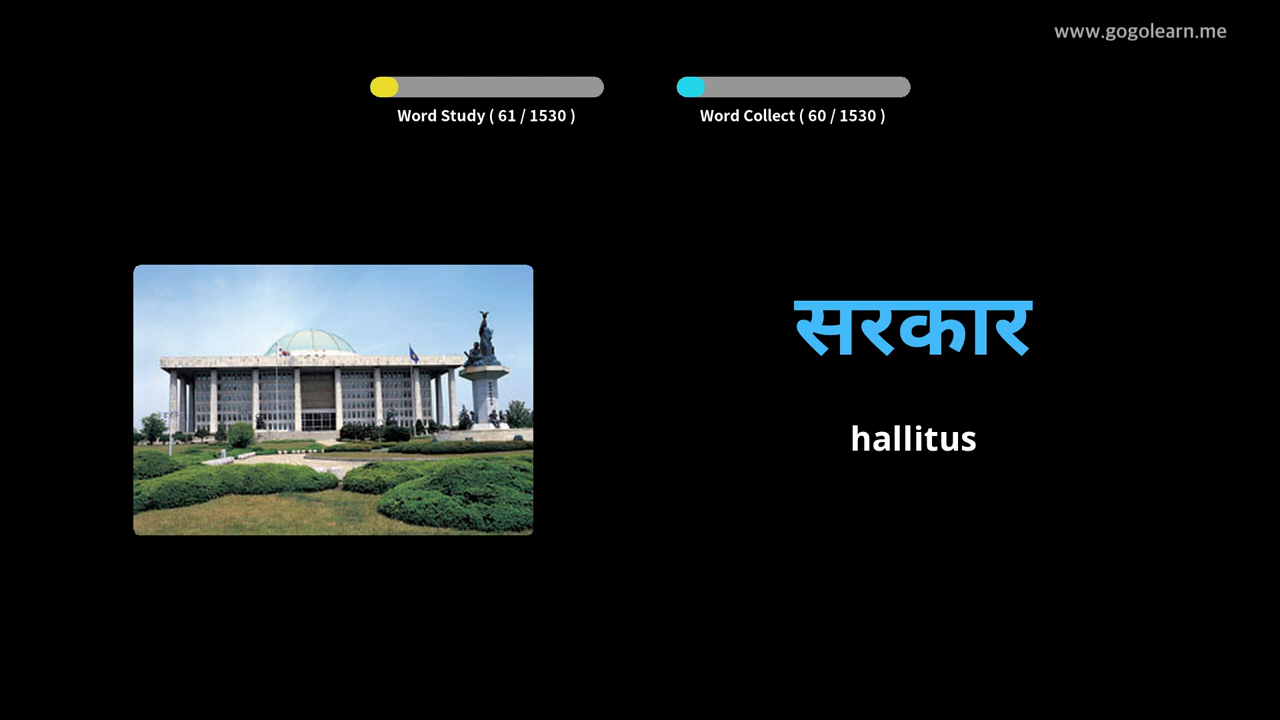 www.gogolearn.me
Word Study ( 61 / 1530 )
Word Collect ( 60 / 1530 )
सरकार
hallitus